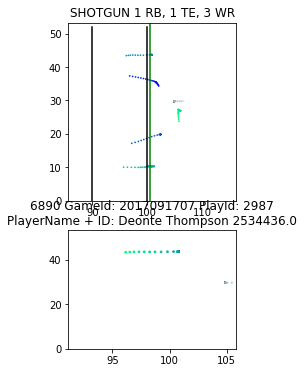 SHOTGUN 1 RB, 1 TE, 3 WR
50
40
30
20
10
0
90 100 110
6890 GameId: 2017091707 PlayId: 2987
PlayerName + ID: Deonte Thompson 2534436.0
40
20
0
95 100 105